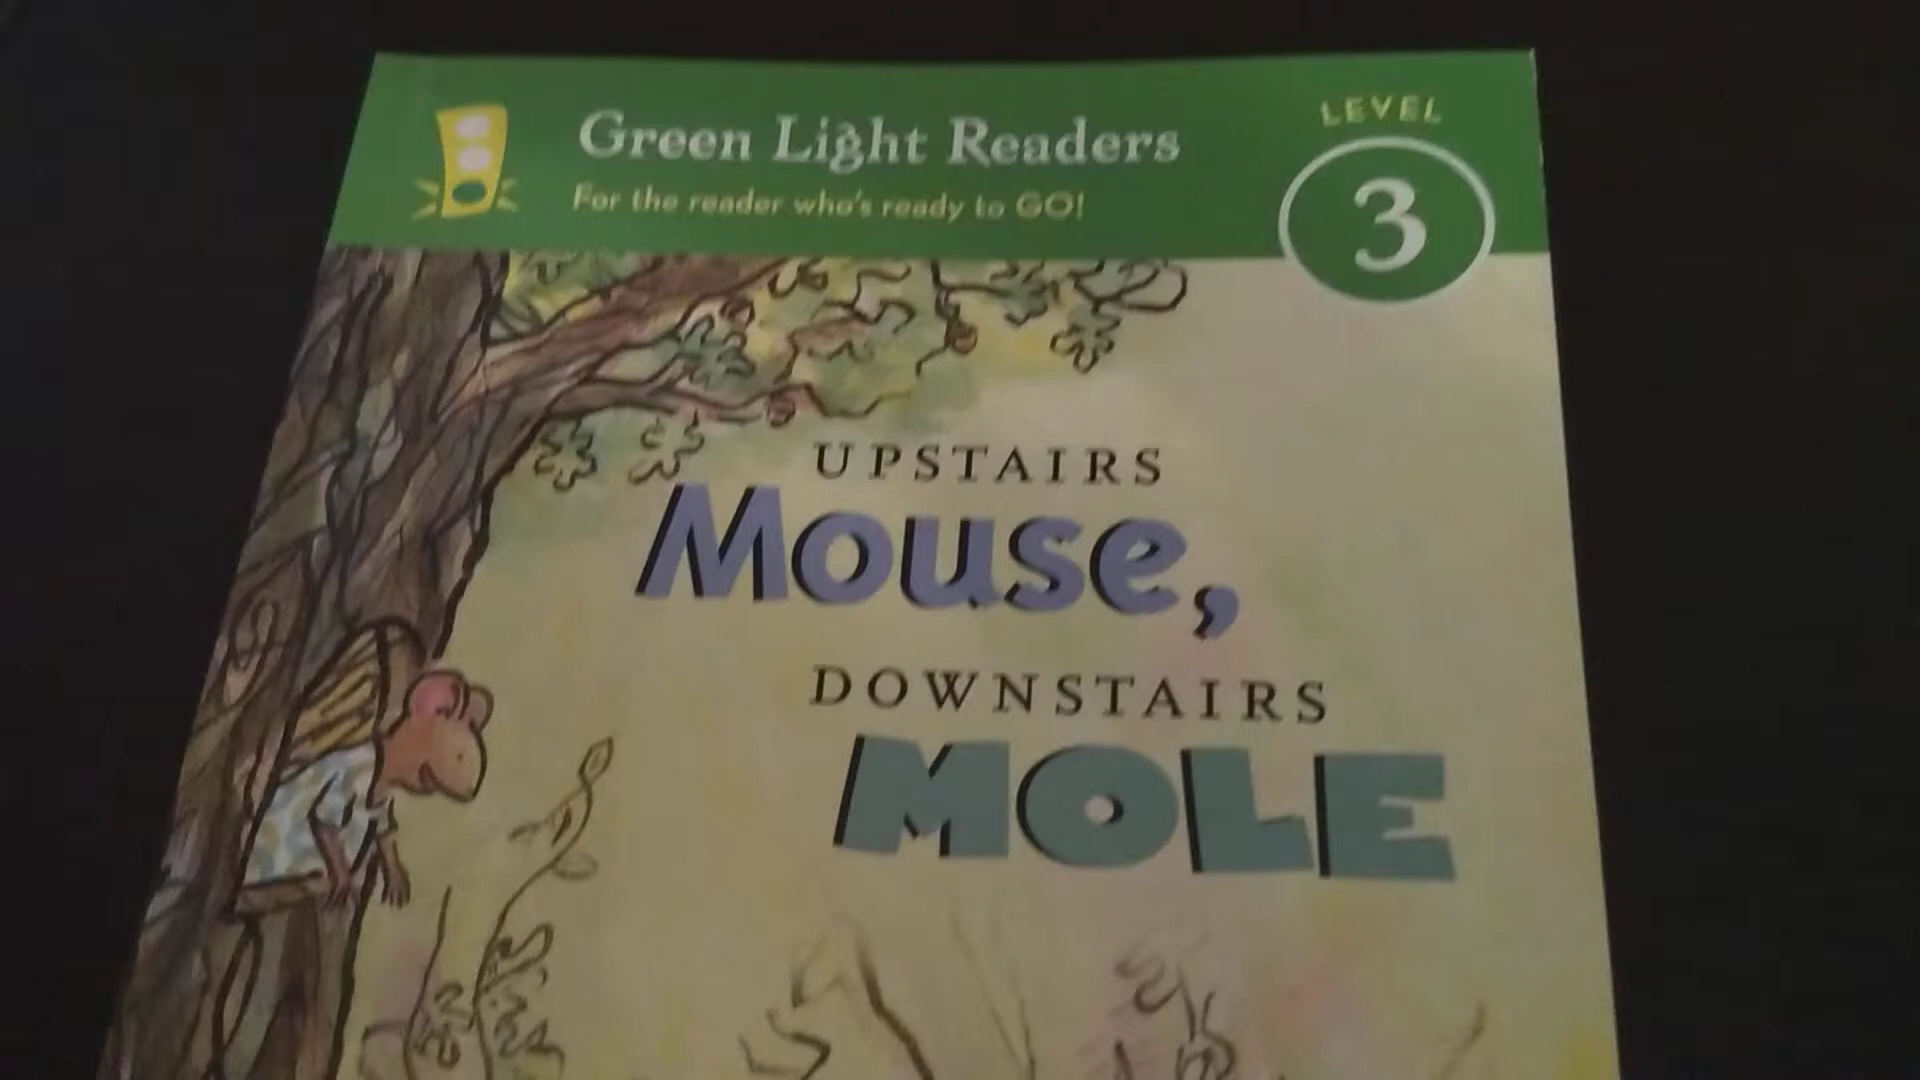 Green Light Readers
For the reader who's ready to GO!
LEVEL
3
UPSTAIRS
Mouse,
DOWNSTAIRS
MOLE